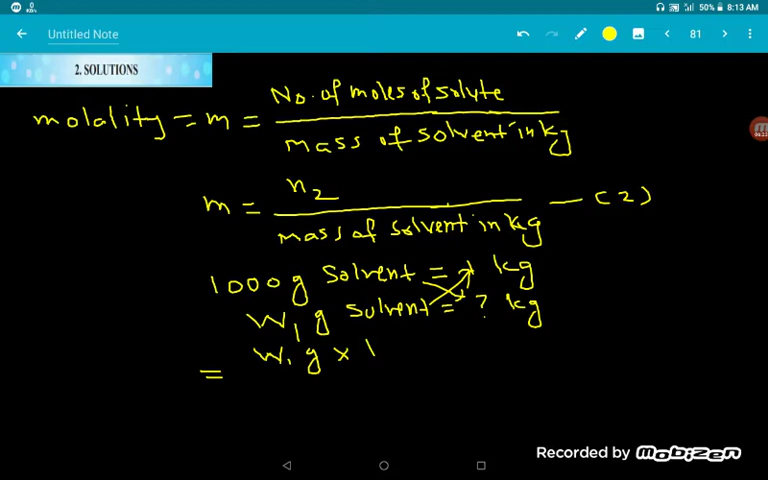 0 KB/s 50% 8:13 AM
Untitled Note 81
2. SOLUTIONS
No. of moles of solute
molality = m =
mass of solvent in kg
n2
m = — (2)
mass of solvent in kg
1000 g Solvent = 1 kg
W1 g solvent = ? kg
= W1 g × 1
Recorded by Mobizen